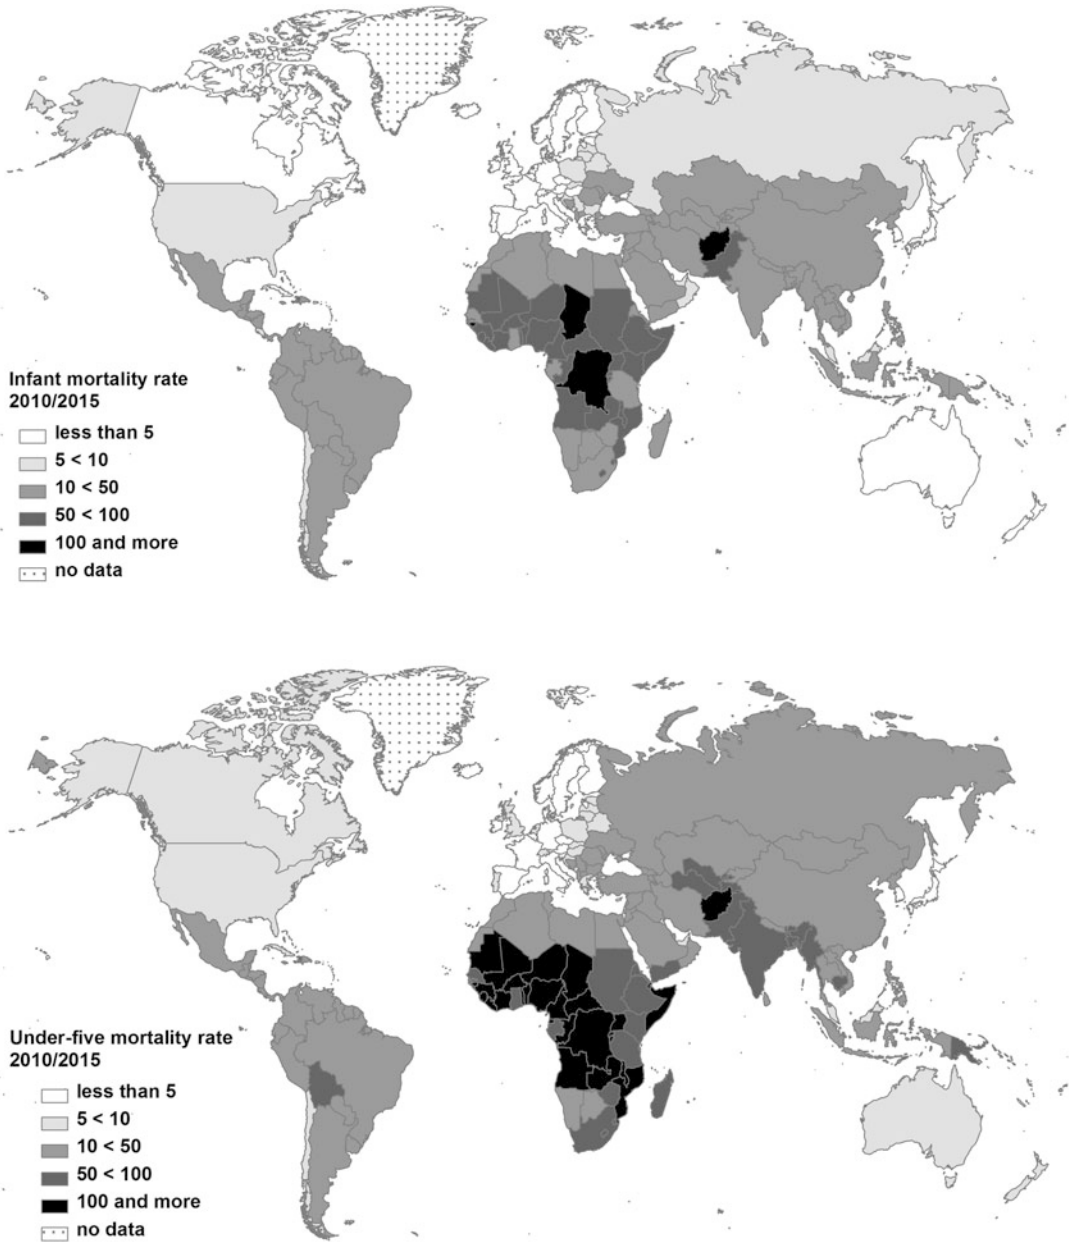 Infant mortality rate
2010/2015
less than 5
5 < 10
10 < 50
50 < 100
100 and more
no data
Under-five mortality rate
2010/2015
less than 5
5 < 10
10 < 50
50 < 100
100 and more
no data